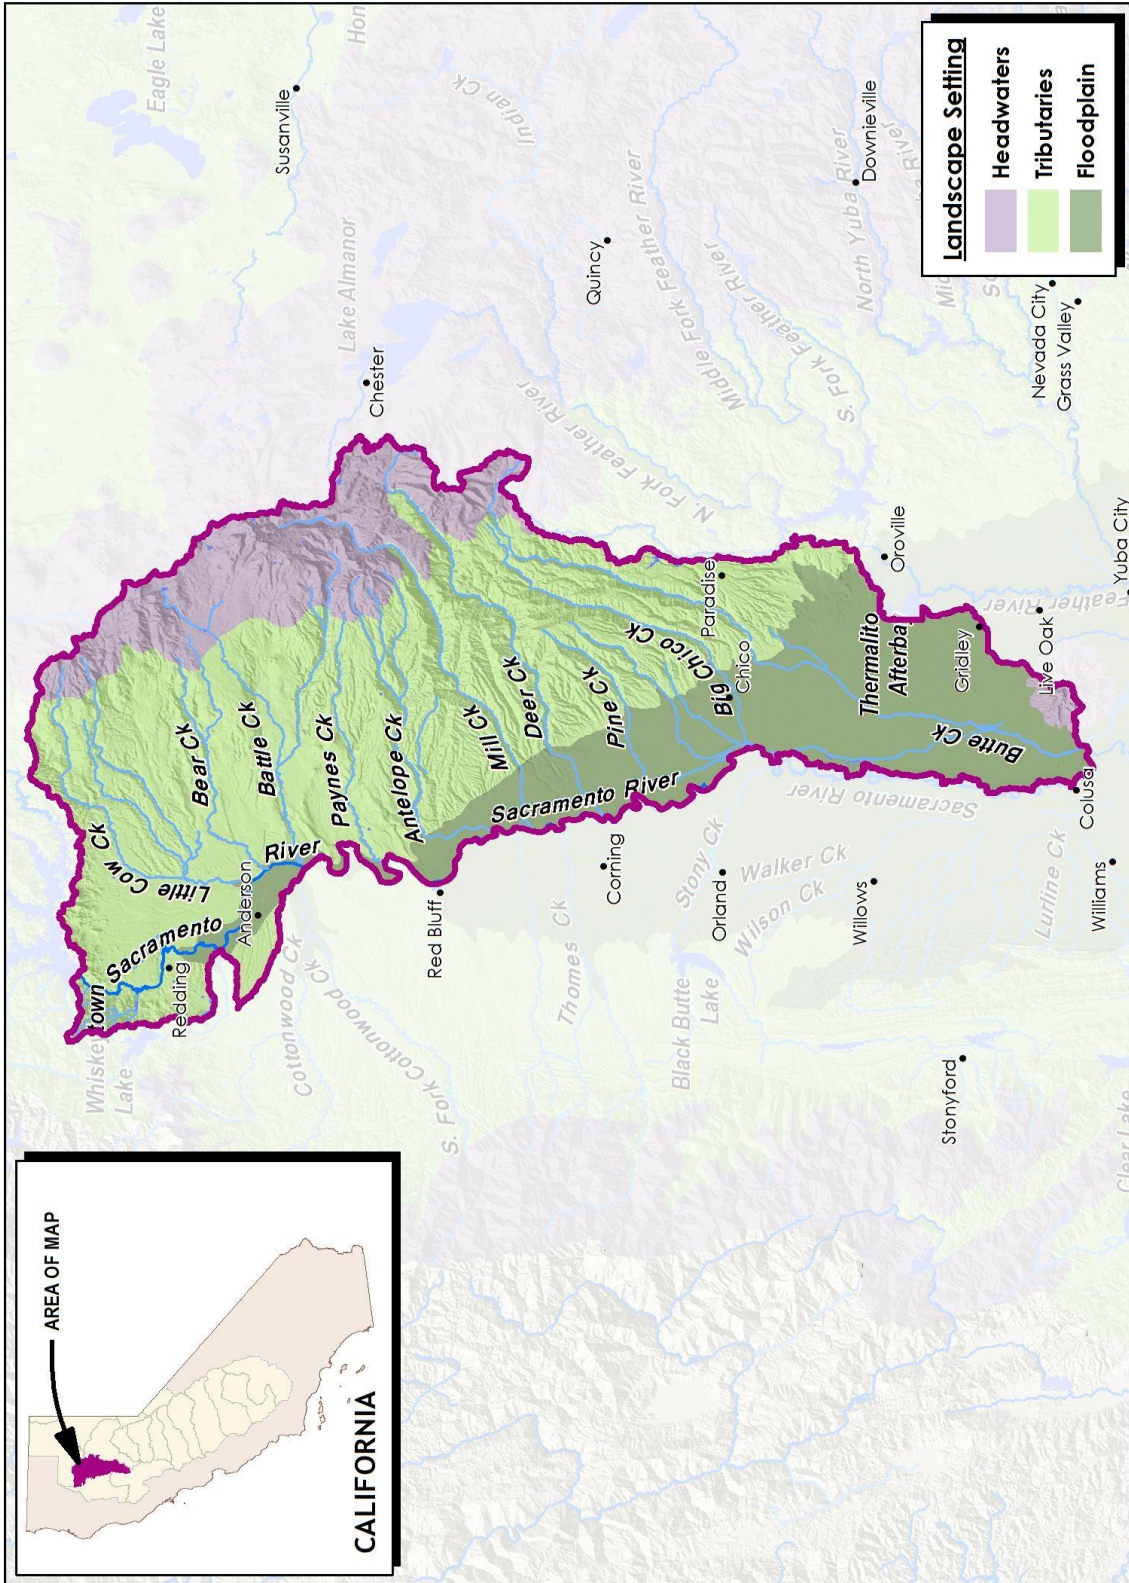 AREA OF MAP
CALIFORNIA
Landscape Setting
Headwaters
Tributaries
Floodplain
Eagle Lake
Hon
Susanville
Indian Ck
Lake Almanor
Chester
Quincy
Middle Fork Feather River
N. Fork Feather River
S. Fork Feather River
North Yuba River
Downieville
Nevada City
Grass Valley
Oroville
Yuba City
Feather River
Live Oak
Gridley
Thermalito
Afterba
Paradise
Chico
Big Chico Ck
Pine Ck
Deer Ck
Mill Ck
Antelope Ck
Paynes Ck
Battle Ck
Bear Ck
Little Cow Ck
Sacramento
River
Anderson
Redding
Whiskeytown
Lake
Cottonwood Ck
S. Fork Cottonwood Ck
Red Bluff
Sacramento River
Corning
Thomes Ck
Stony Ck
Orland
Black Butte
Lake
Walker Ck
Wilson Ck
Willows
Sacramento River
Butte Ck
Colusa
Lurline Ck
Williams
Stonyford
Clear Lake